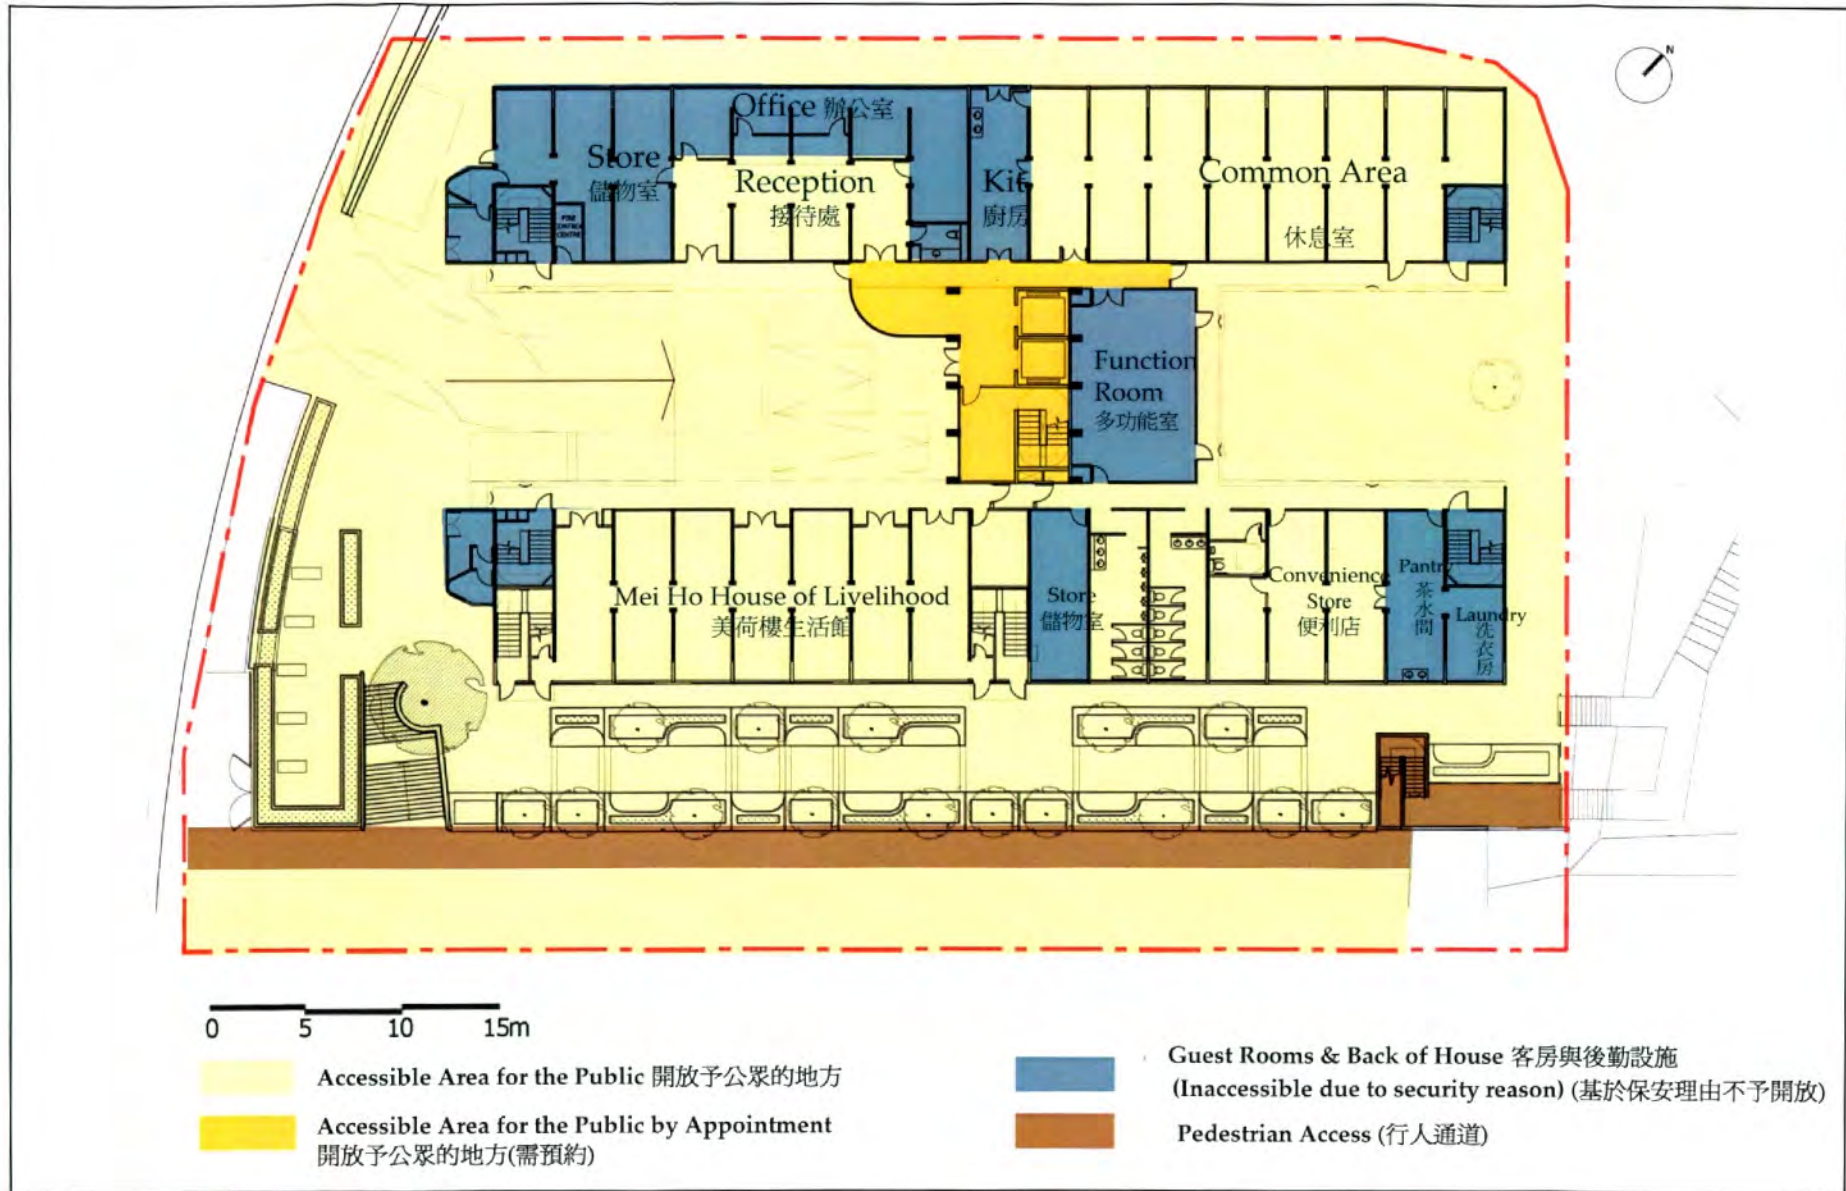 N
Office 辦公室
Store
儲物室
FIRE
CONTROL
CENTRE
Reception
接待處
Kit
廚房
Common Area
休息室
Function
Room
多功能室
Mei Ho House of Livelihood
美荷樓生活館
Store
儲物室
Convenience
Store
便利店
Pantry
茶水間
Laundry
洗衣房
0 5 10 15m
Accessible Area for the Public 開放予公眾的地方
Accessible Area for the Public by Appointment
開放予公眾的地方(需預約)
Guest Rooms & Back of House 客房與後勤設施
(Inaccessible due to security reason) (基於保安理由不予開放)
Pedestrian Access (行人通道)